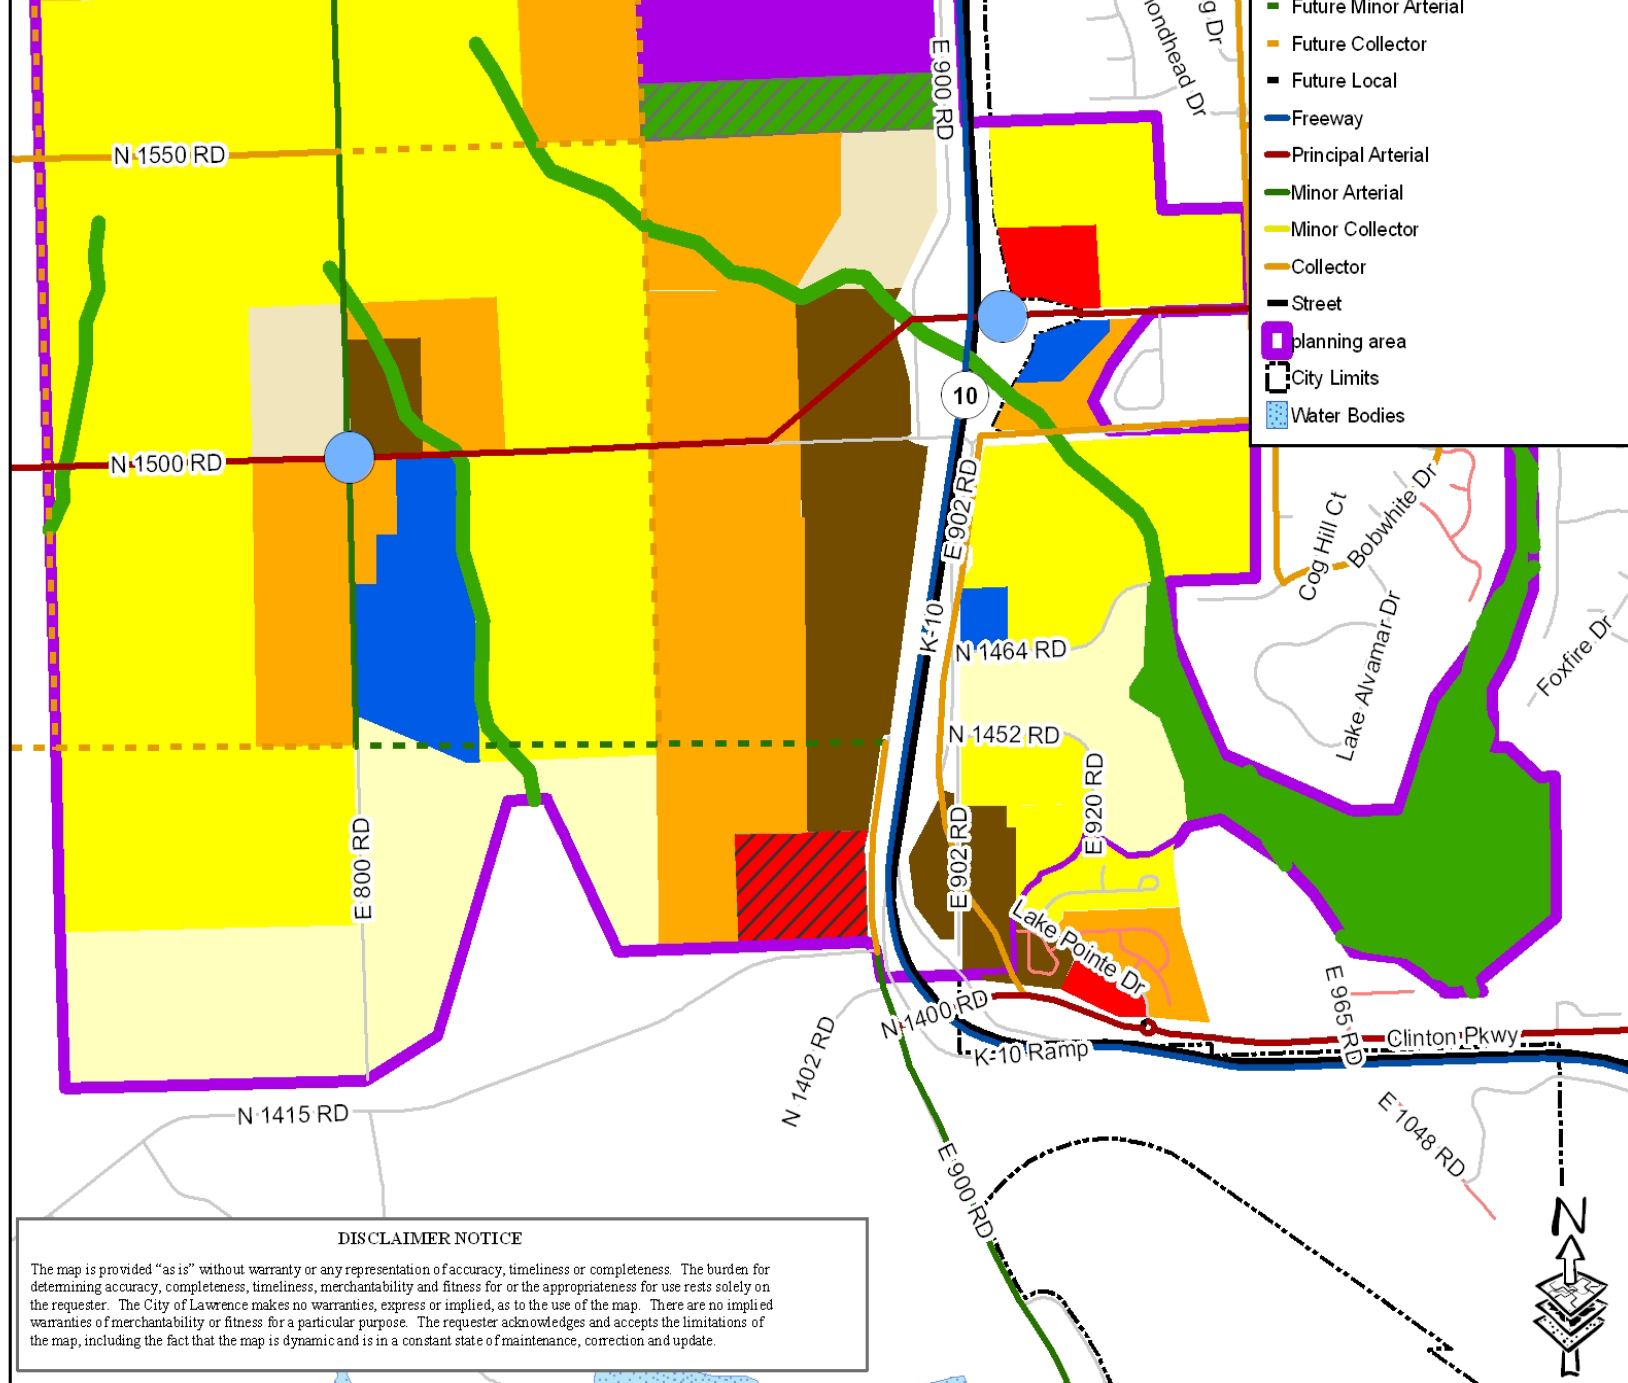 Future Minor Arterial
Future Collector
Future Local
Freeway
Principal Arterial
Minor Arterial
Minor Collector
Collector
Street
planning area
City Limits
Water Bodies
E 900 RD
g Dr
ondhead Dr
N 1550 RD
10
N 1500 RD
E 902 RD
Cog Hill Ct
Bobwhite Dr
K-10
N 1464 RD
Lake Alvamar Dr
Foxfire Dr
N 1452 RD
E 920 RD
E 800 RD
E 902 RD
Lake Pointe Dr
E 965 RD
N 1400 RD
Clinton Pkwy
K-10 Ramp
N 1402 RD
N 1415 RD
E 1048 RD
E 900 RD
N
DISCLAIMER NOTICE
The map is provided “as is” without warranty or any representation of accuracy, timeliness or completeness. The burden for
determining accuracy, completeness, timeliness, merchantability and fitness for or the appropriateness for use rests solely on
the requester. The City of Lawrence makes no warranties, express or implied, as to the use of the map. There are no implied
warranties of merchantability or fitness for a particular purpose. The requester acknowledges and accepts the limitations of
the map, including the fact that the map is dynamic and is in a constant state of maintenance, correction and update.